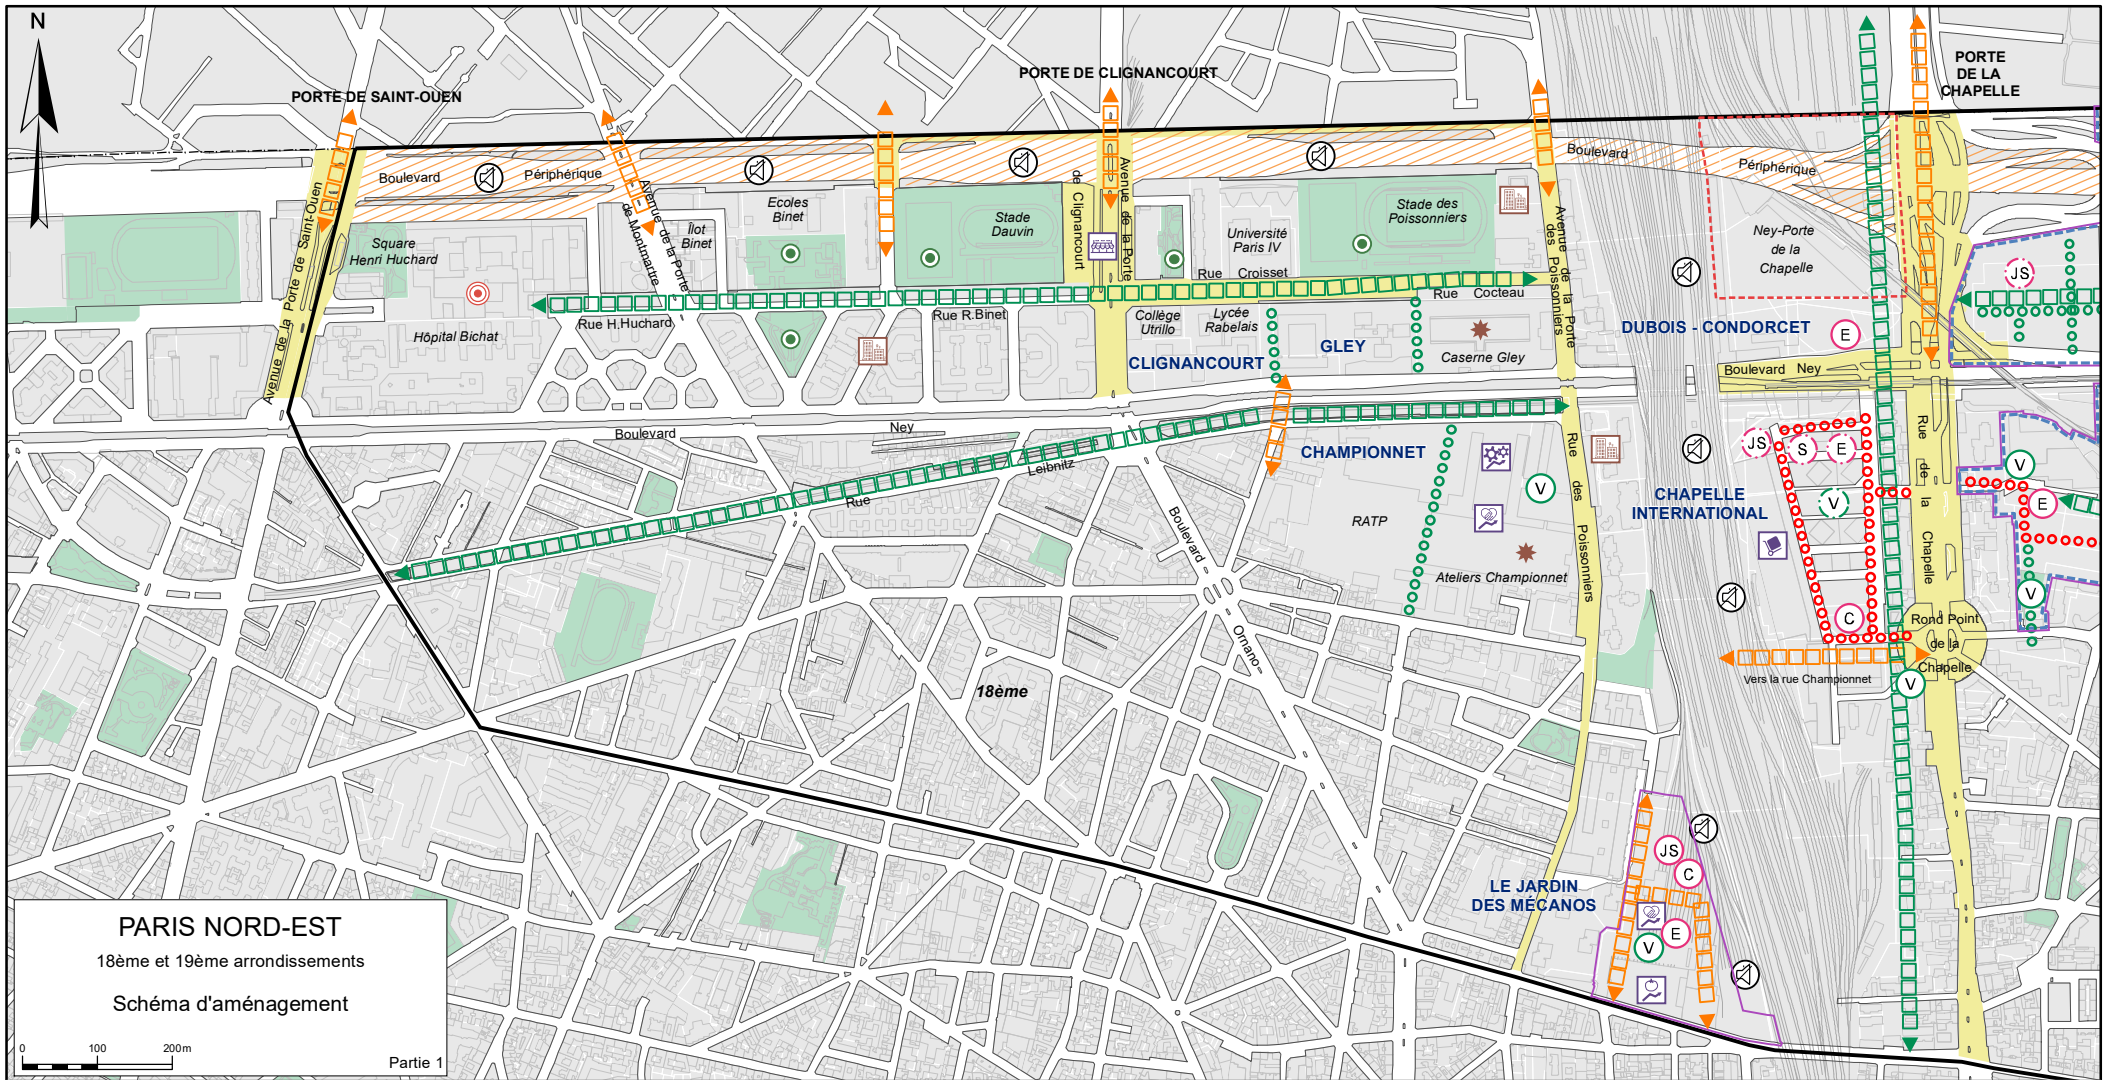 N
PORTE DE SAINT-OUEN
PORTE DE CLIGNANCOURT
PORTE
DE LA
CHAPELLE
Boulevard
Périphérique
Boulevard
Périphérique
Avenue de la Porte de Saint-Ouen
Square
Henri Huchard
Hôpital Bichat
Avenue de la Porte
de Montmartre
Îlot
Binet
Ecoles
Binet
Stade
Dauvin
Avenue de la Porte
de Clignancourt
Université
Paris IV
Stade des
Poissonniers
Avenue de la Porte
des Poissonniers
Ney-Porte
de la
Chapelle
JS
Rue H.Huchard
Rue R.Binet
Rue Croisset
Rue Cocteau
Collège
Utrillo
Lycée
Rabelais
CLIGNANCOURT
GLEY
Caserne Gley
DUBOIS - CONDORCET
E
Boulevard Ney
Boulevard
Ney
Rue
Leibnitz
CHAMPIONNET
RATP
V
Ateliers Championnet
Rue
des
Poissonniers
JS
S
E
V
CHAPELLE
INTERNATIONAL
C
Rue
de
la
Chapelle
V
E
V
Rond Point
de la
Chapelle
Vers la rue Championnet
V
Boulevard
Ornano
18ème
LE JARDIN
DES MÉCANOS
JS
C
E
V
PARIS NORD-EST
18ème et 19ème arrondissements
Schéma d'aménagement
0 100 200m
Partie 1